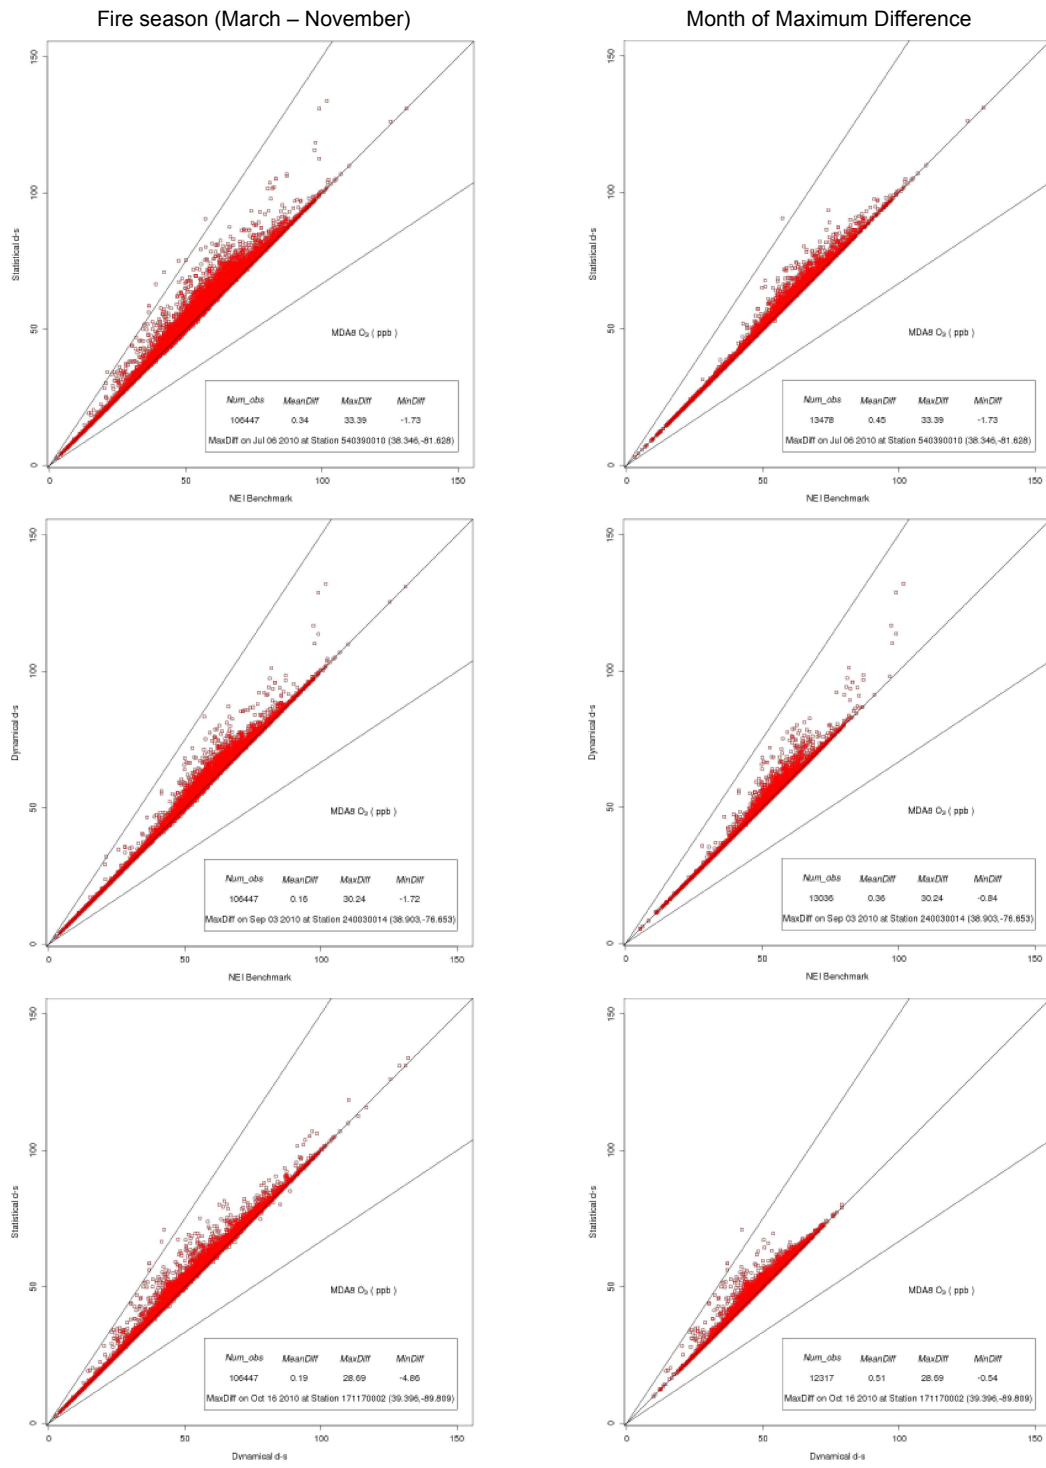 Fire season (March – November)
Month of Maximum Difference
150
100
50
0
Statistical d-s
MDA8 O₃ ( ppb )
Num_obs MeanDiff MaxDiff MinDiff
106447 0.34 33.39 -1.73
MaxDiff on Jul 06 2010 at Station 540390010 (38.346,-81.628)
0 50 100 150
NEI Benchmark
150
100
50
0
Statistical d-s
MDA8 O₃ ( ppb )
Num_obs MeanDiff MaxDiff MinDiff
13478 0.45 33.39 -1.73
MaxDiff on Jul 06 2010 at Station 540390010 (38.346,-81.628)
0 50 100 150
NEI Benchmark
150
100
50
0
Dynamical d-s
MDA8 O₃ ( ppb )
Num_obs MeanDiff MaxDiff MinDiff
106447 0.16 30.24 -1.72
MaxDiff on Sep 03 2010 at Station 240030014 (38.903,-76.653)
0 50 100 150
NEI Benchmark
150
100
50
0
Dynamical d-s
MDA8 O₃ ( ppb )
Num_obs MeanDiff MaxDiff MinDiff
13036 0.36 30.24 -0.84
MaxDiff on Sep 03 2010 at Station 240030014 (38.903,-76.653)
0 50 100 150
NEI Benchmark
150
100
50
0
Statistical d-s
MDA8 O₃ ( ppb )
Num_obs MeanDiff MaxDiff MinDiff
106447 0.19 28.69 -4.86
MaxDiff on Oct 16 2010 at Station 171170002 (39.396,-89.809)
0 50 100 150
Dynamical d-s
150
100
50
0
Statistical d-s
MDA8 O₃ ( ppb )
Num_obs MeanDiff MaxDiff MinDiff
12317 0.51 28.69 -0.54
MaxDiff on Oct 16 2010 at Station 171170002 (39.396,-89.809)
0 50 100 150
Dynamical d-s